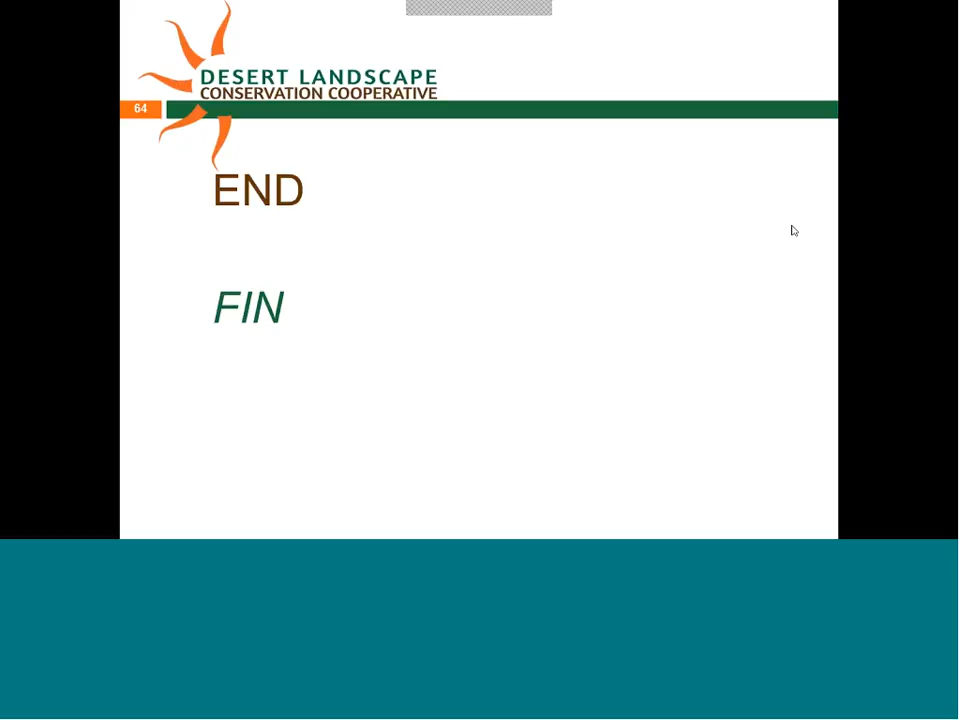 DESERT LANDSCAPE
CONSERVATION COOPERATIVE
64
END
FIN